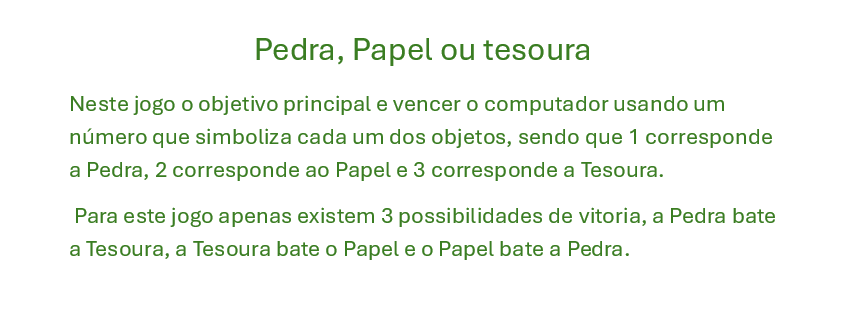 Pedra, Papel ou tesoura
Neste jogo o objetivo principal e vencer o computador usando um
número que simboliza cada um dos objetos, sendo que 1 corresponde
a Pedra, 2 corresponde ao Papel e 3 corresponde a Tesoura.
Para este jogo apenas existem 3 possibilidades de vitoria, a Pedra bate
a Tesoura, a Tesoura bate o Papel e o Papel bate a Pedra.